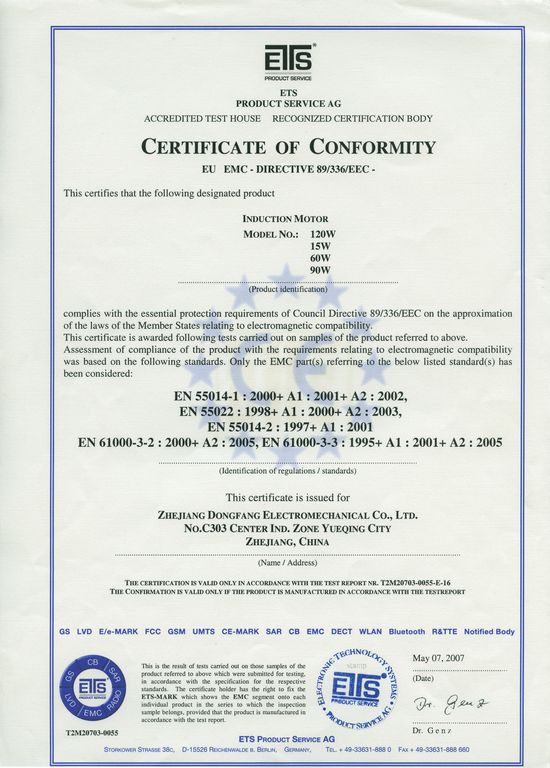 ETS®
PRODUCT SERVICE
ETS
PRODUCT SERVICE AG
ACCREDITED TEST HOUSE RECOGNIZED CERTIFICATION BODY
CERTIFICATE OF CONFORMITY
EU EMC - DIRECTIVE 89/336/EEC -
This certifies that the following designated product
INDUCTION MOTOR
MODEL NO.: 120W
15W
60W
90W
(Product identification)
complies with the essential protection requirements of Council Directive 89/336/EEC on the approximation
of the laws of the Member States relating to electromagnetic compatibility.
This certificate is awarded following tests carried out on samples of the product referred to above.
Assessment of compliance of the product with the requirements relating to electromagnetic compatibility
was based on the following standards. Only the EMC part(s) referring to the below listed standard(s) has
been considered:
CE
EN 55014-1 : 2000+ A1 : 2001+ A2 : 2002,
EN 55022 : 1998+ A1 : 2000+ A2 : 2003,
EN 55014-2 : 1997+ A1 : 2001
EN 61000-3-2 : 2000+ A2 : 2005, EN 61000-3-3 : 1995+ A1 : 2001+ A2 : 2005
(Identification of regulations / standards)
This certificate is issued for
ZHEJIANG DONGFANG ELECTROMECHANICAL CO., LTD.
NO.C303 CENTER IND. ZONE YUEQING CITY
ZHEJIANG, CHINA
(Name / Address)
THE CERTIFICATION IS VALID ONLY IN ACCORDANCE WITH THE TEST REPORT NR. T2M20703-0055-E-16
THE CONFIRMATION IS VALID ONLY IF THE PRODUCT IS MANUFACTURED IN ACCORDANCE WITH THE TESTREPORT
GS LVD E/e-MARK FCC GSM UMTS CE-MARK SAR CB EMC DECT WLAN Bluetooth R&TTE Notified Body
GS CB SAR
LVD EMC RADIO
ETS
PRODUCT SERVICE
T2M20703-0055
This is the result of tests carried out on those samples of the
product referred to above which were submitted for testing,
in accordance with the specification for the respective
standards. The certificate holder has the right to fix the
ETS-MARK which shows the EMC segment onto each
individual product in the series to which the inspection
sample belongs, provided that the product is manufactured in
accordance with the test report.
ELECTRONIC TECHNOLOGY SYSTEMS
stamp
ETS
PRODUCT SERVICE
PRODUCT SERVICE AG
May 07, 2007
(Date)
Dr. Genz
Dr. Genz
ETS PRODUCT SERVICE AG
STORKOWER STRASSE 38C, D-15526 REICHENWALDE B. BERLIN, GERMANY, TEL. + 49-33631-888 0 FAX + 49-33631-888 660